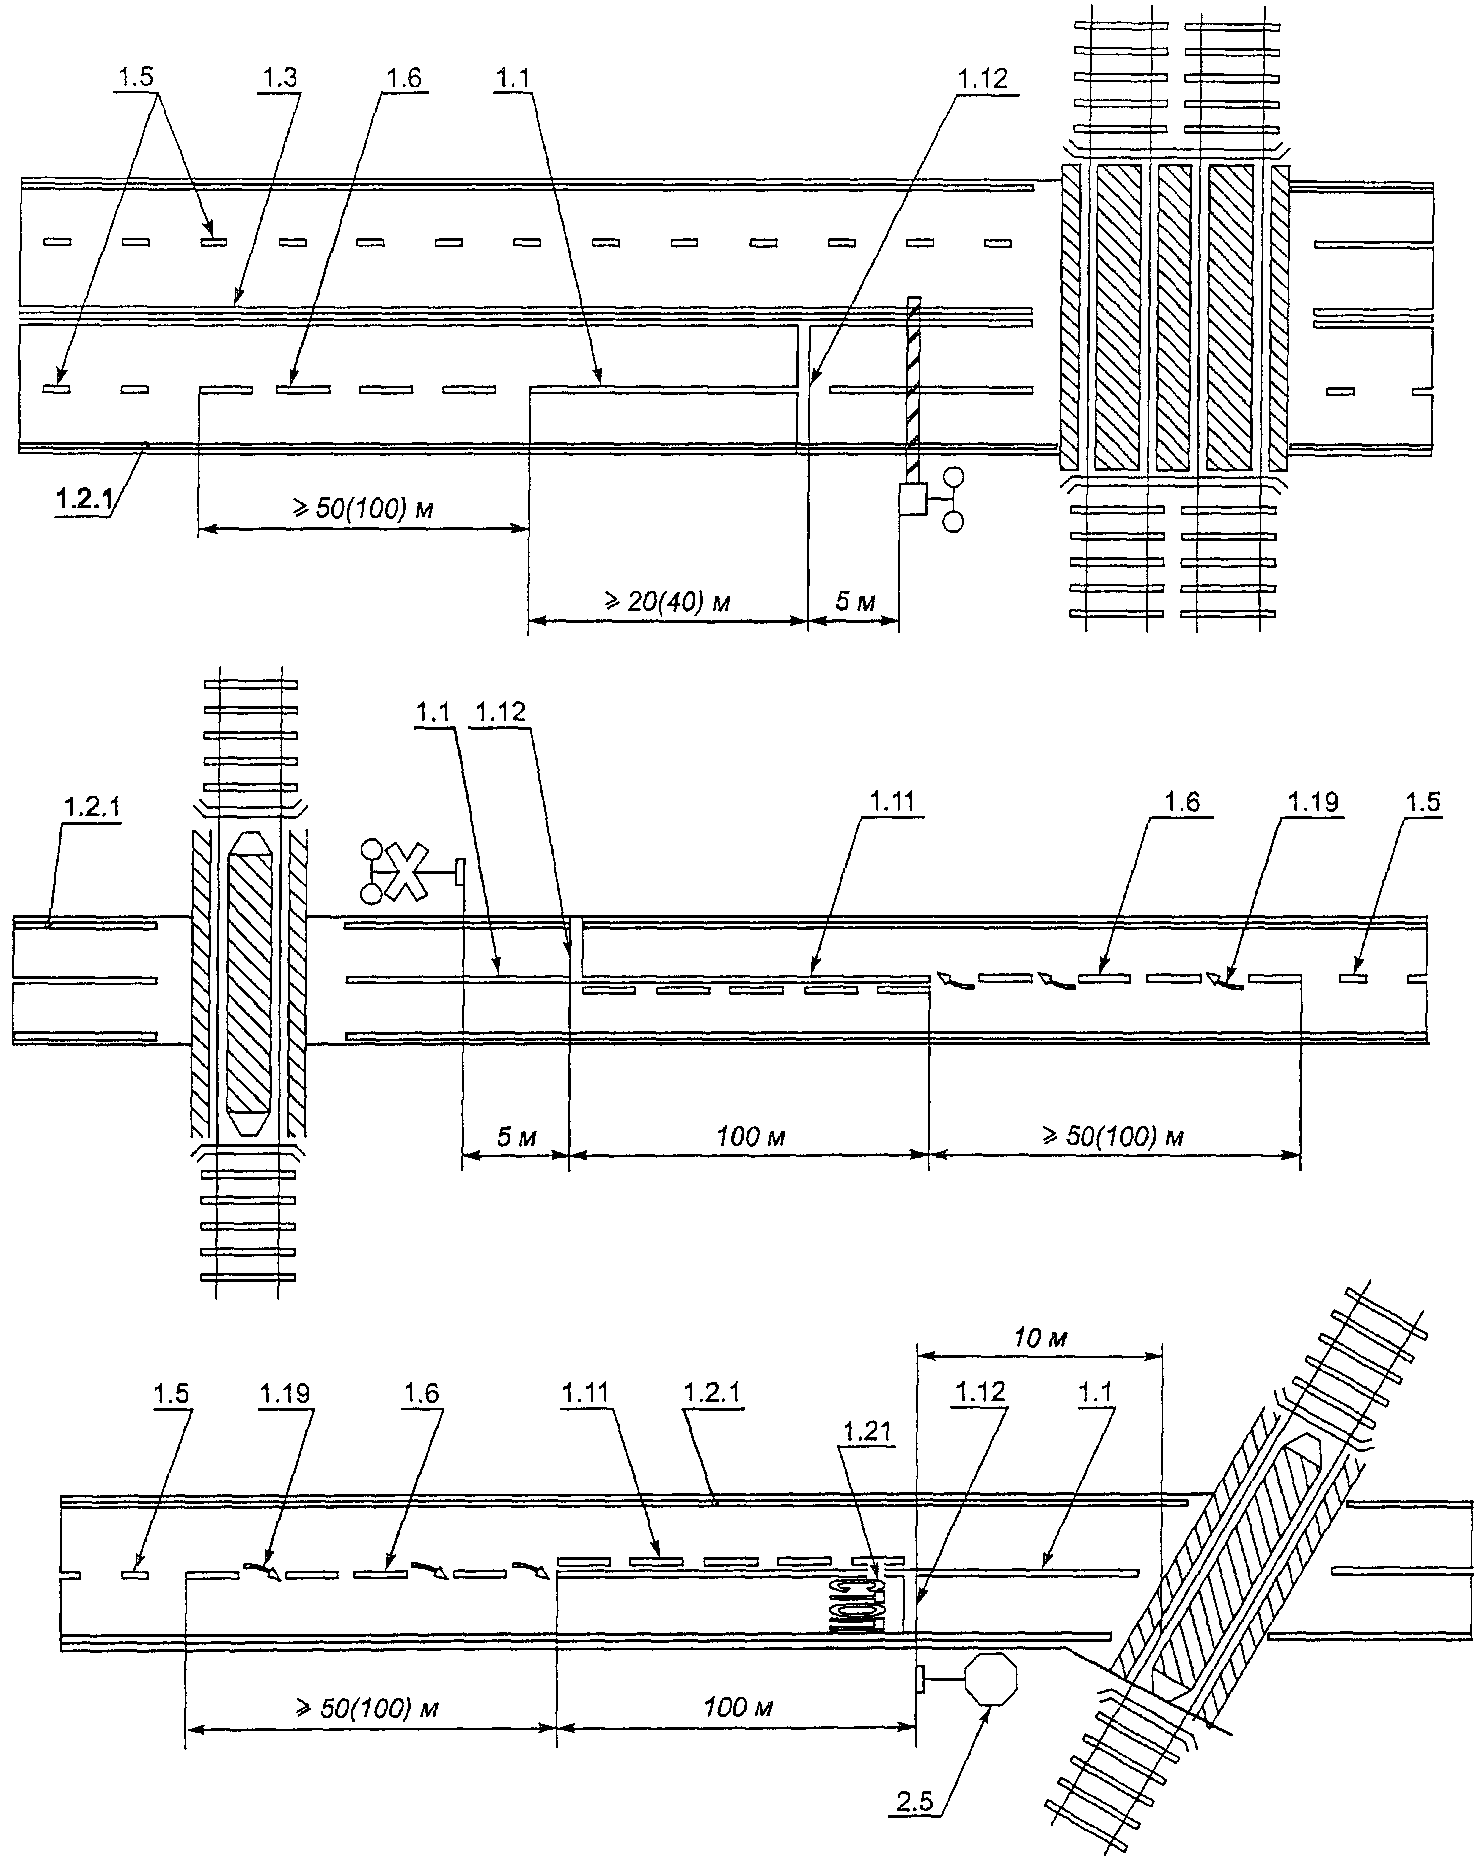 1.5 1.3 1.6 1.1 1.12
1.2.1
⩾ 50(100) м
⩾ 20(40) м 5 м
1.1 1.12
1.2.1 1.11 1.6 1.19 1.5
5 м 100 м ⩾ 50(100) м
10 м
1.5 1.19 1.6 1.11 1.2.1 1.12 1.1
1.21
⩾ 50(100) м 100 м
2.5